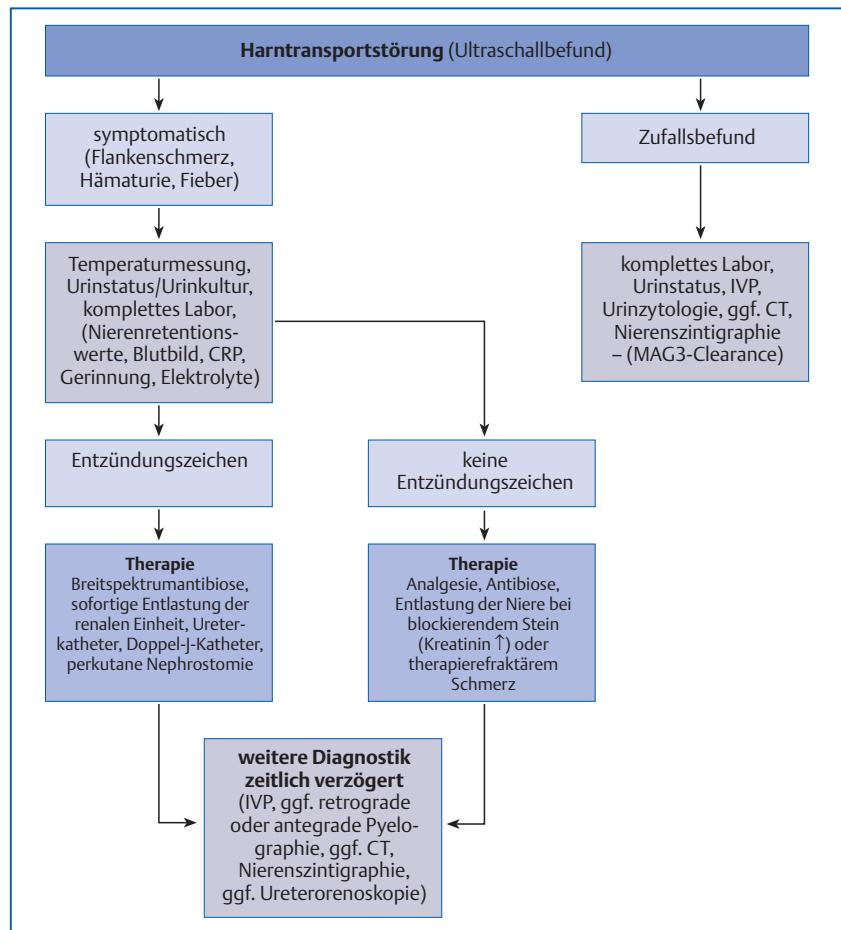 Harntransportstörung (Ultraschallbefund)
symptomatisch
(Flankenschmerz,
Hämaturie, Fieber)
Zufallsbefund
Temperaturmessung,
Urinstatus/Urinkultur,
komplettes Labor,
(Nierenretentions-
werte, Blutbild, CRP,
Gerinnung, Elektrolyte)
komplettes Labor,
Urinstatus, IVP,
Urinzytologie, ggf. CT,
Nierenszintigraphie
– (MAG3-Clearance)
Entzündungszeichen
keine
Entzündungszeichen
Therapie
Breitspektrumantibiose,
sofortige Entlastung der
renalen Einheit, Ureter-
katheter, Doppel-J-Katheter,
perkutane Nephrostomie
Therapie
Analgesie, Antibiose,
Entlastung der Niere bei
blockierendem Stein
(Kreatinin ↑) oder
therapierefraktärem
Schmerz
weitere Diagnostik
zeitlich verzögert
(IVP, ggf. retrograde
oder antegrade Pyelo-
graphie, ggf. CT,
Nierenszintigraphie,
ggf. Ureterorenoskopie)